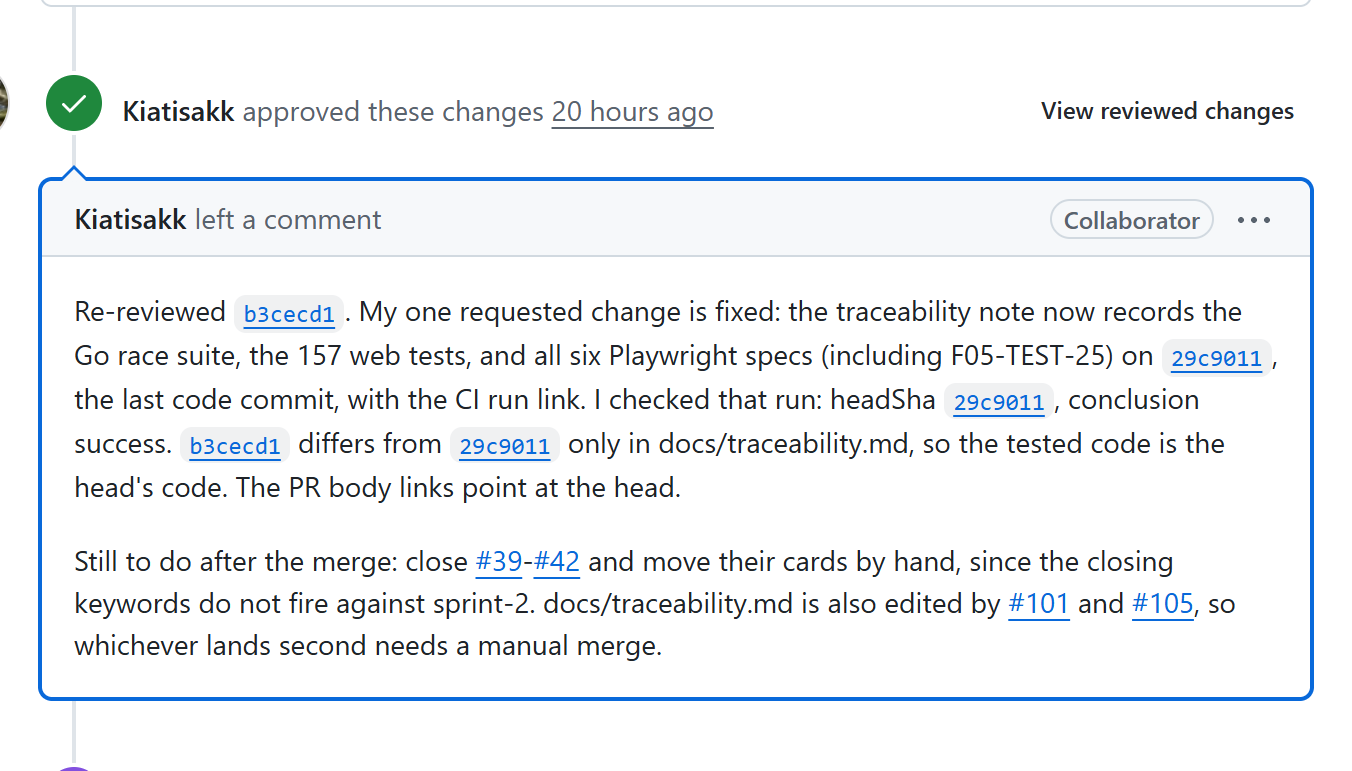 Kiatisakk approved these changes 20 hours ago
View reviewed changes
Kiatisakk left a comment
Collaborator
Re-reviewed b3cecd1. My one requested change is fixed: the traceability note now records the
Go race suite, the 157 web tests, and all six Playwright specs (including F05-TEST-25) on 29c9011,
the last code commit, with the CI run link. I checked that run: headSha 29c9011, conclusion
success. b3cecd1 differs from 29c9011 only in docs/traceability.md, so the tested code is the
head's code. The PR body links point at the head.
Still to do after the merge: close #39-#42 and move their cards by hand, since the closing
keywords do not fire against sprint-2. docs/traceability.md is also edited by #101 and #105, so
whichever lands second needs a manual merge.